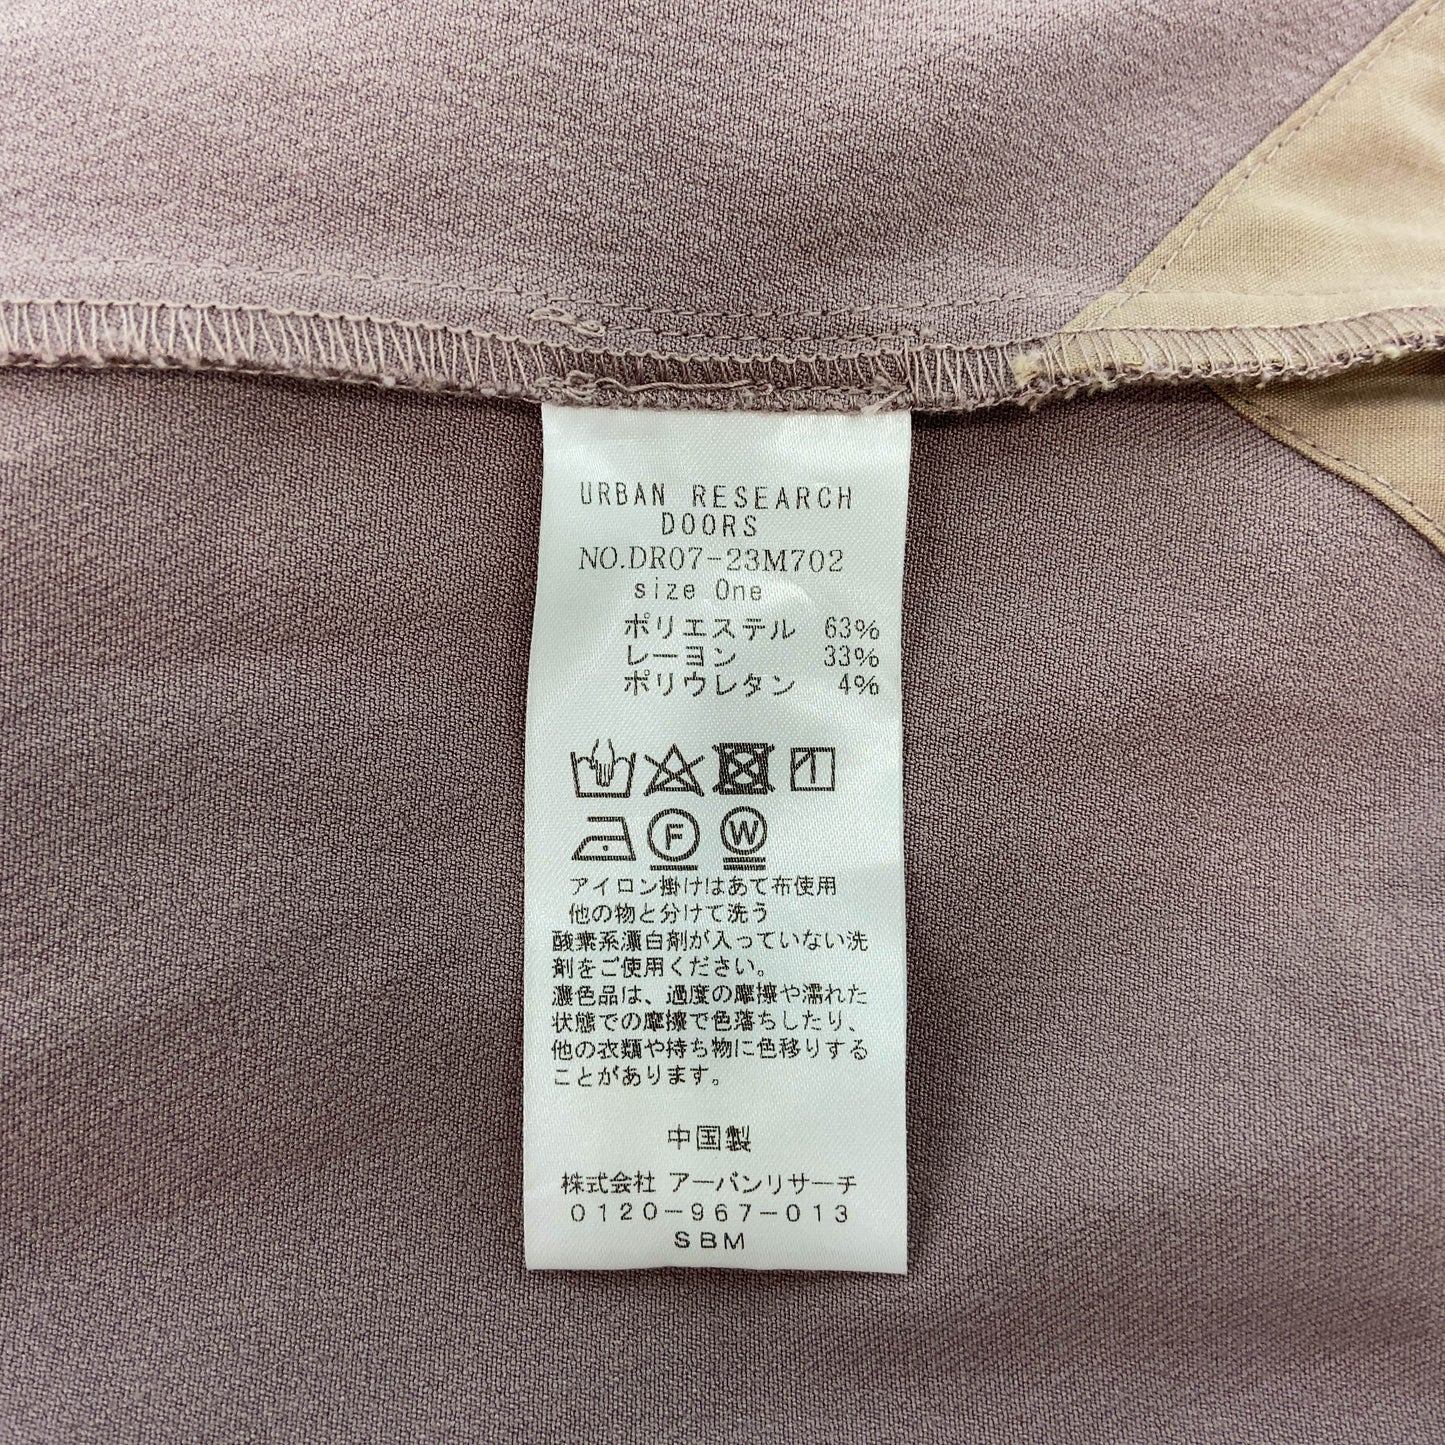 URBAN RESEARCH
DOORS
NO.DR07-23M702
size One
ポリエステル 63%
レーヨン 33%
ポリウレタン 4%
F W
アイロン掛けはあて布使用
他の物と分けて洗う
酸素系漂白剤が入っていない洗
剤をご使用ください。
濃色品は、過度の摩擦や濡れた
状態での摩擦で色落ちしたり、
他の衣類や持ち物に色移りする
ことがあります。
中国製
株式会社 アーバンリサーチ
0120-967-013
SBM